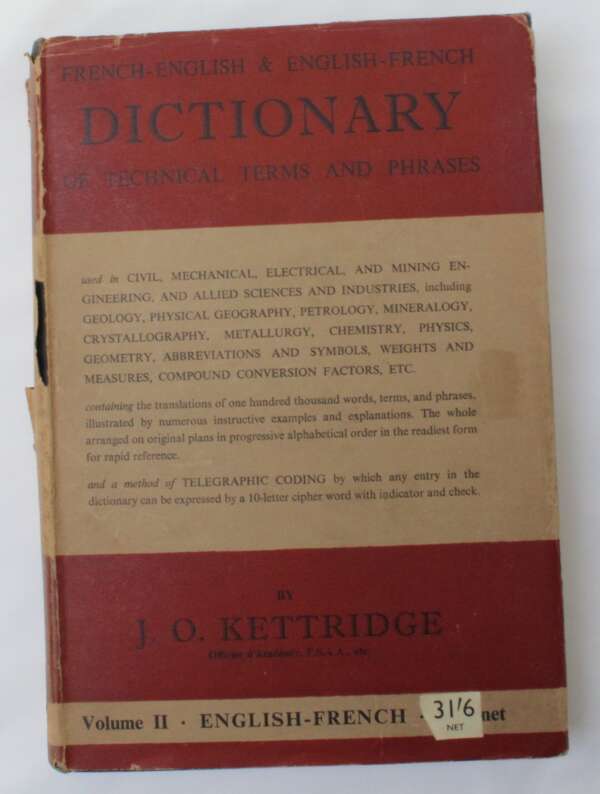 FRENCH-ENGLISH & ENGLISH-FRENCH
DICTIONARY
OF TECHNICAL TERMS AND PHRASES
used in CIVIL, MECHANICAL, ELECTRICAL, AND MINING EN-
GINEERING, AND ALLIED SCIENCES AND INDUSTRIES, including
GEOLOGY, PHYSICAL GEOGRAPHY, PETROLOGY, MINERALOGY,
CRYSTALLOGRAPHY, METALLURGY, CHEMISTRY, PHYSICS,
GEOMETRY, ABBREVIATIONS AND SYMBOLS, WEIGHTS AND
MEASURES, COMPOUND CONVERSION FACTORS, ETC.
containing the translations of one hundred thousand words, terms, and phrases,
illustrated by numerous instructive examples and explanations. The whole
arranged on original plans in progressive alphabetical order in the readiest form
for rapid reference.
and a method of TELEGRAPHIC CODING by which any entry in the
dictionary can be expressed by a 10-letter cipher word with indicator and check.
BY
J. O. KETTRIDGE
Officier d'Académie, F.S.A.A., etc.
Volume II · ENGLISH-FRENCH · net
31'6
NET